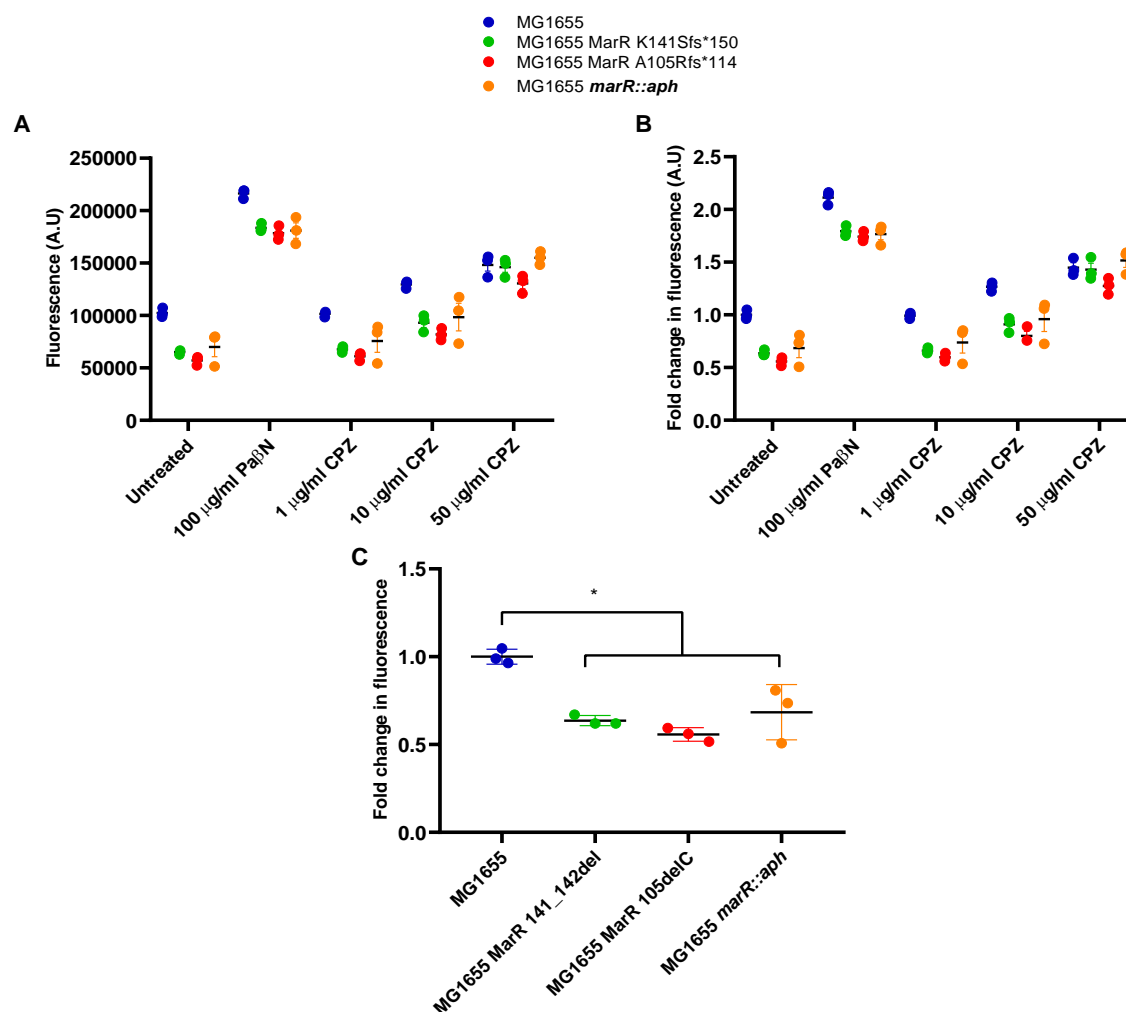 MG1655
MG1655 MarR K141Sfs*150
MG1655 MarR A105Rfs*114
MG1655 marR::aph
A
Fluorescence (A.U)
250000
200000
150000
100000
50000
0
Untreated
100 μg/ml PaβN
1 μg/ml CPZ
10 μg/ml CPZ
50 μg/ml CPZ
B
Fold change in fluorescence (A.U)
2.5
2.0
1.5
1.0
0.5
0.0
Untreated
100 μg/ml PaβN
1 μg/ml CPZ
10 μg/ml CPZ
50 μg/ml CPZ
C
Fold change in fluorescence
1.5
1.0
0.5
0.0
*
MG1655
MG1655 MarR 141_142del
MG1655 MarR 105delC
MG1655 marR::aph